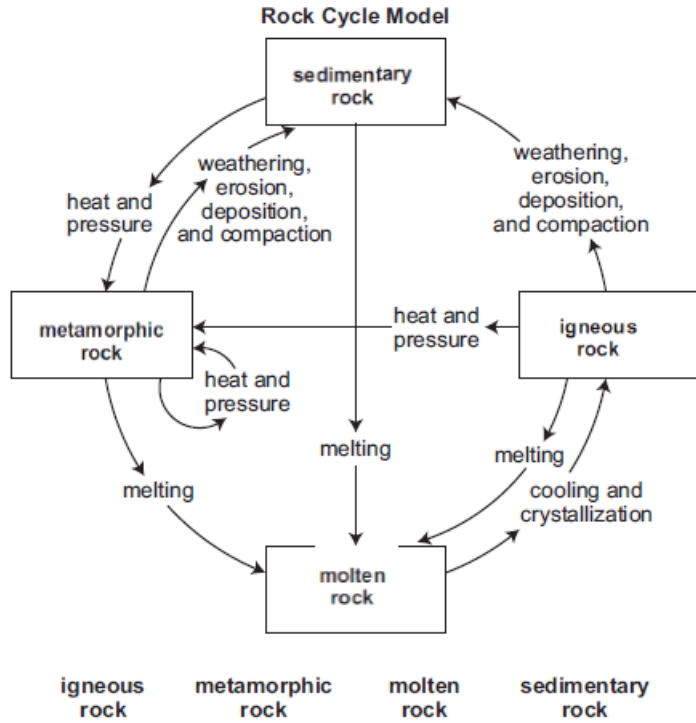 Rock Cycle Model
sedimentary
rock
weathering,
erosion,
deposition,
and compaction
weathering,
erosion,
deposition,
and compaction
heat and
pressure
metamorphic
rock
heat and
pressure
igneous
rock
heat and
pressure
melting
melting
melting
cooling and
crystallization
molten
rock
igneous
rock
metamorphic
rock
molten
rock
sedimentary
rock